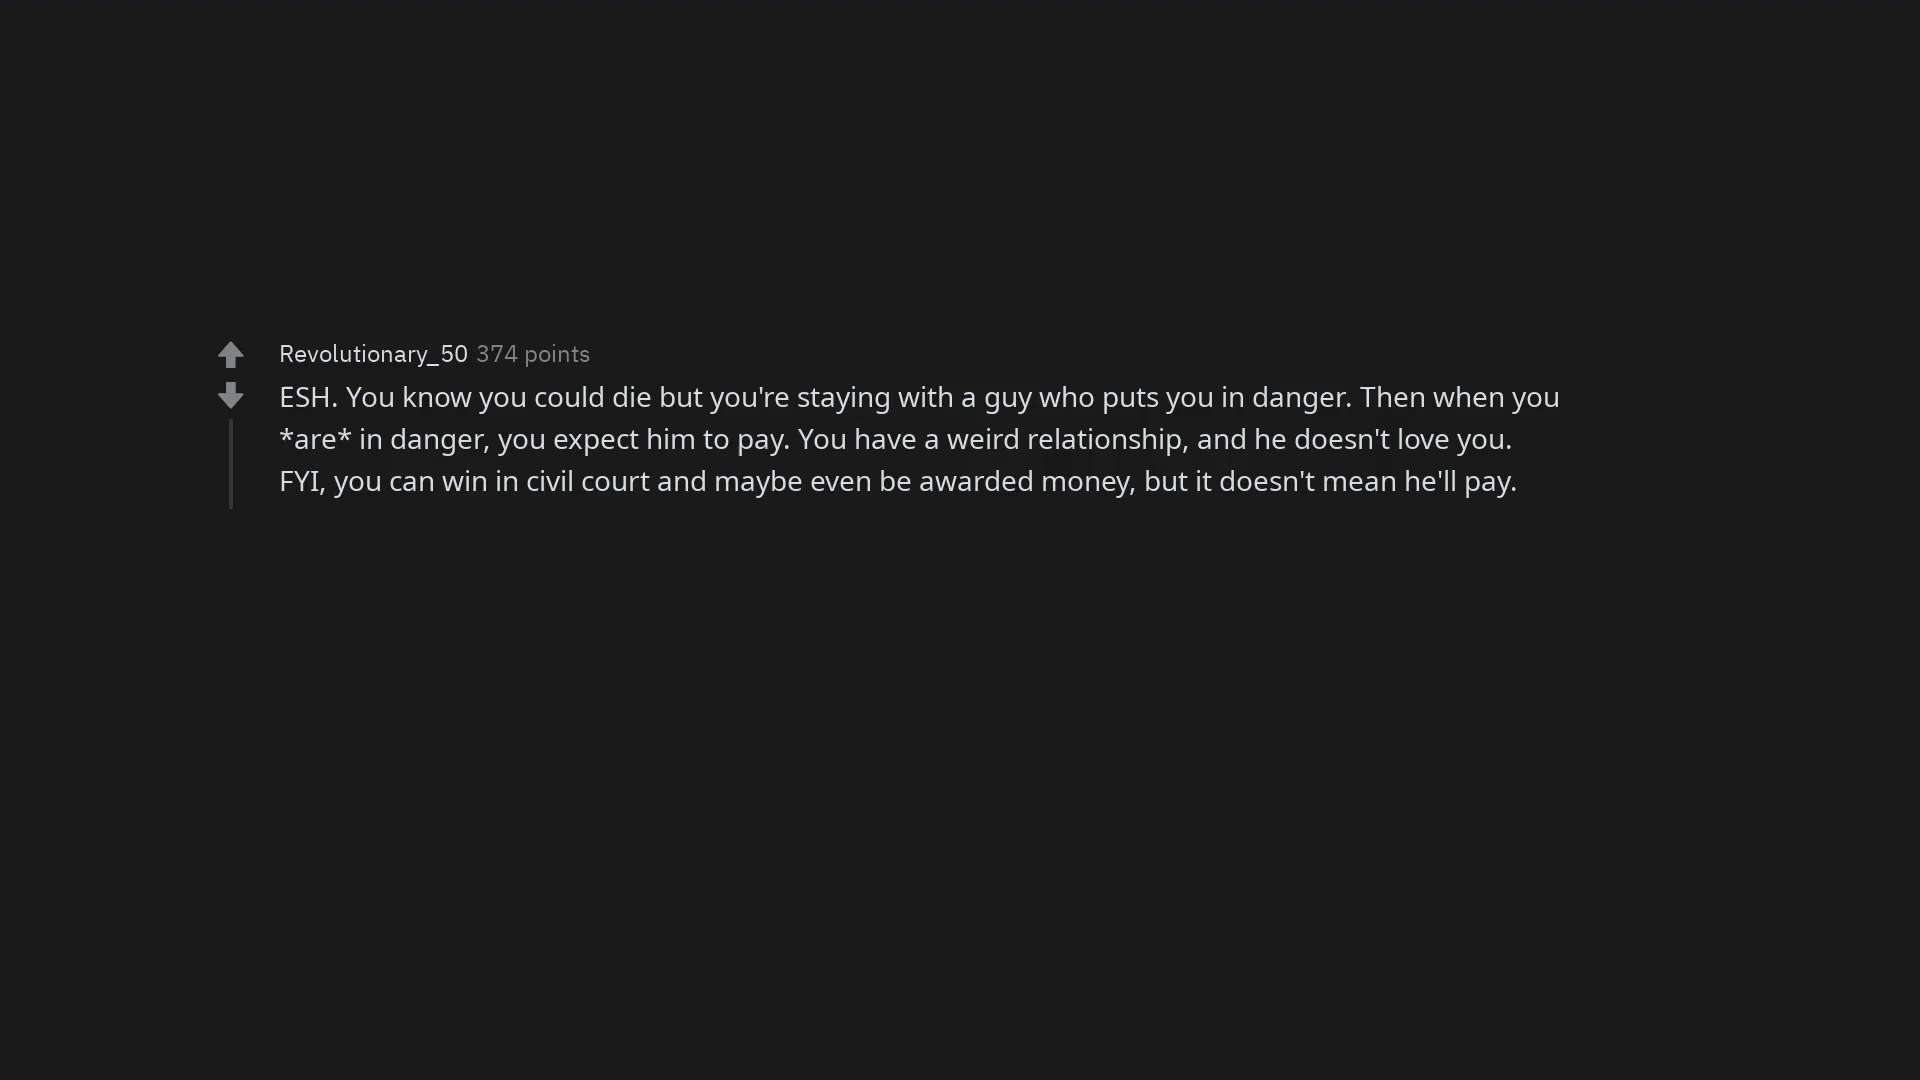 Revolutionary_50 374 points
ESH. You know you could die but you're staying with a guy who puts you in danger. Then when you
*are* in danger, you expect him to pay. You have a weird relationship, and he doesn't love you.
FYI, you can win in civil court and maybe even be awarded money, but it doesn't mean he'll pay.